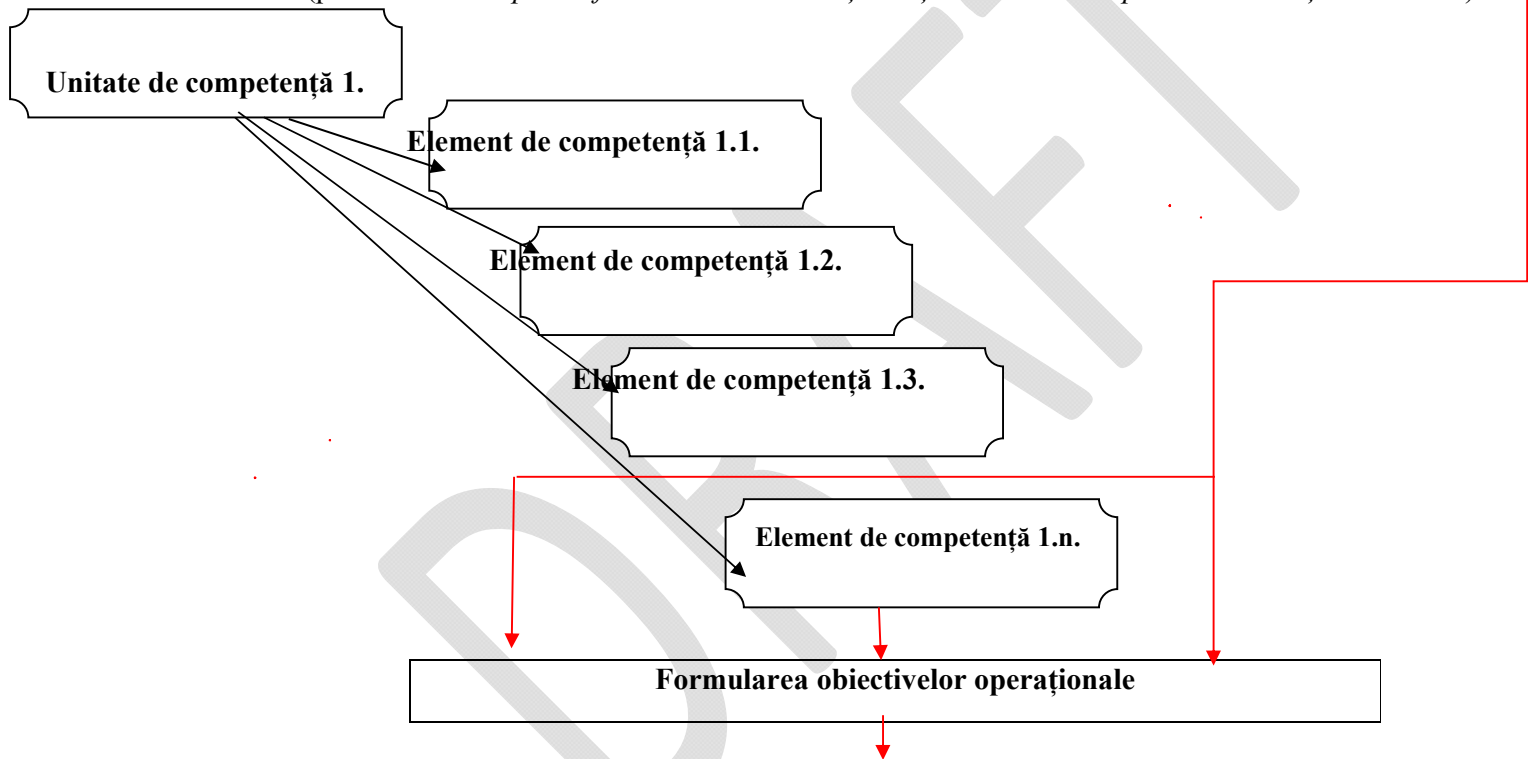 Unitate de competență 1.
Element de competență 1.1.
Element de competență 1.2.
Element de competență 1.3.
Element de competență 1.n.
Formularea obiectivelor operaționale
DRAFT